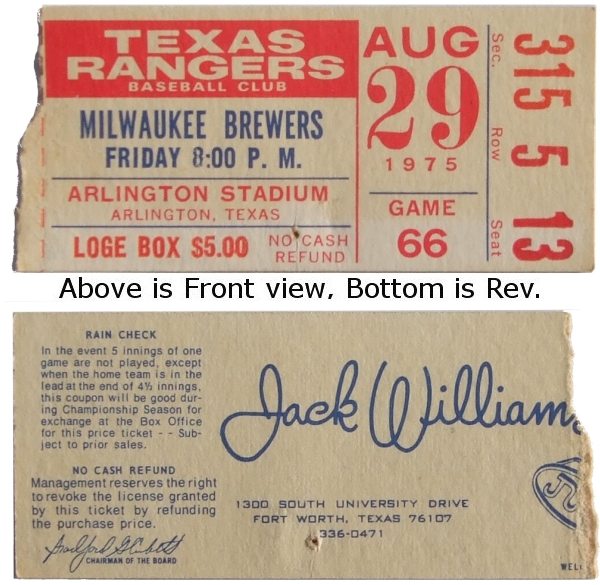 TEXAS
RANGERS
BASEBALL CLUB
MILWAUKEE BREWERS
FRIDAY 8:00 P. M.
ARLINGTON STADIUM
ARLINGTON, TEXAS
LOGE BOX $5.00
NO CASH
REFUND
AUG
29
1975
GAME
66
Sec. 315
Row 5
Seat 13
Above is Front view, Bottom is Rev.
RAIN CHECK
In the event 5 innings of one
game are not played, except
when the home team is in the
lead at the end of 4½ innings,
this coupon will be good dur-
ing Championship Season for
exchange at the Box Office
for this price ticket - - Sub-
ject to prior sales.
NO CASH REFUND
Management reserves the right
to revoke the license granted
by this ticket by refunding
the purchase price.
CHAIRMAN OF THE BOARD
Jack Williams
1300 SOUTH UNIVERSITY DRIVE
FORT WORTH, TEXAS 76107
336-0471